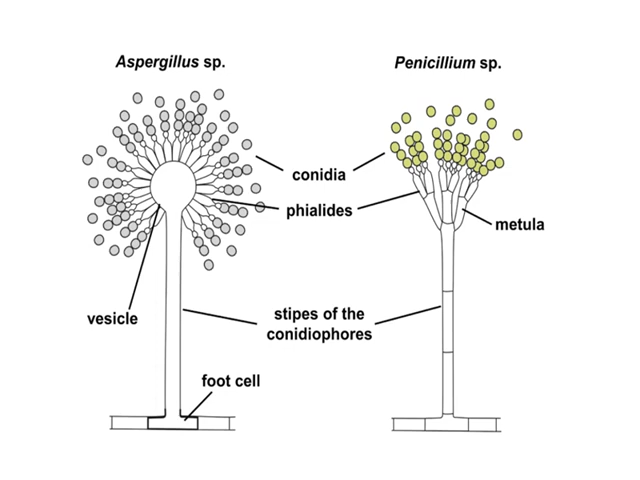 Aspergillus sp.
Penicillium sp.
conidia
phialides
metula
vesicle
stipes of the
conidiophores
foot cell